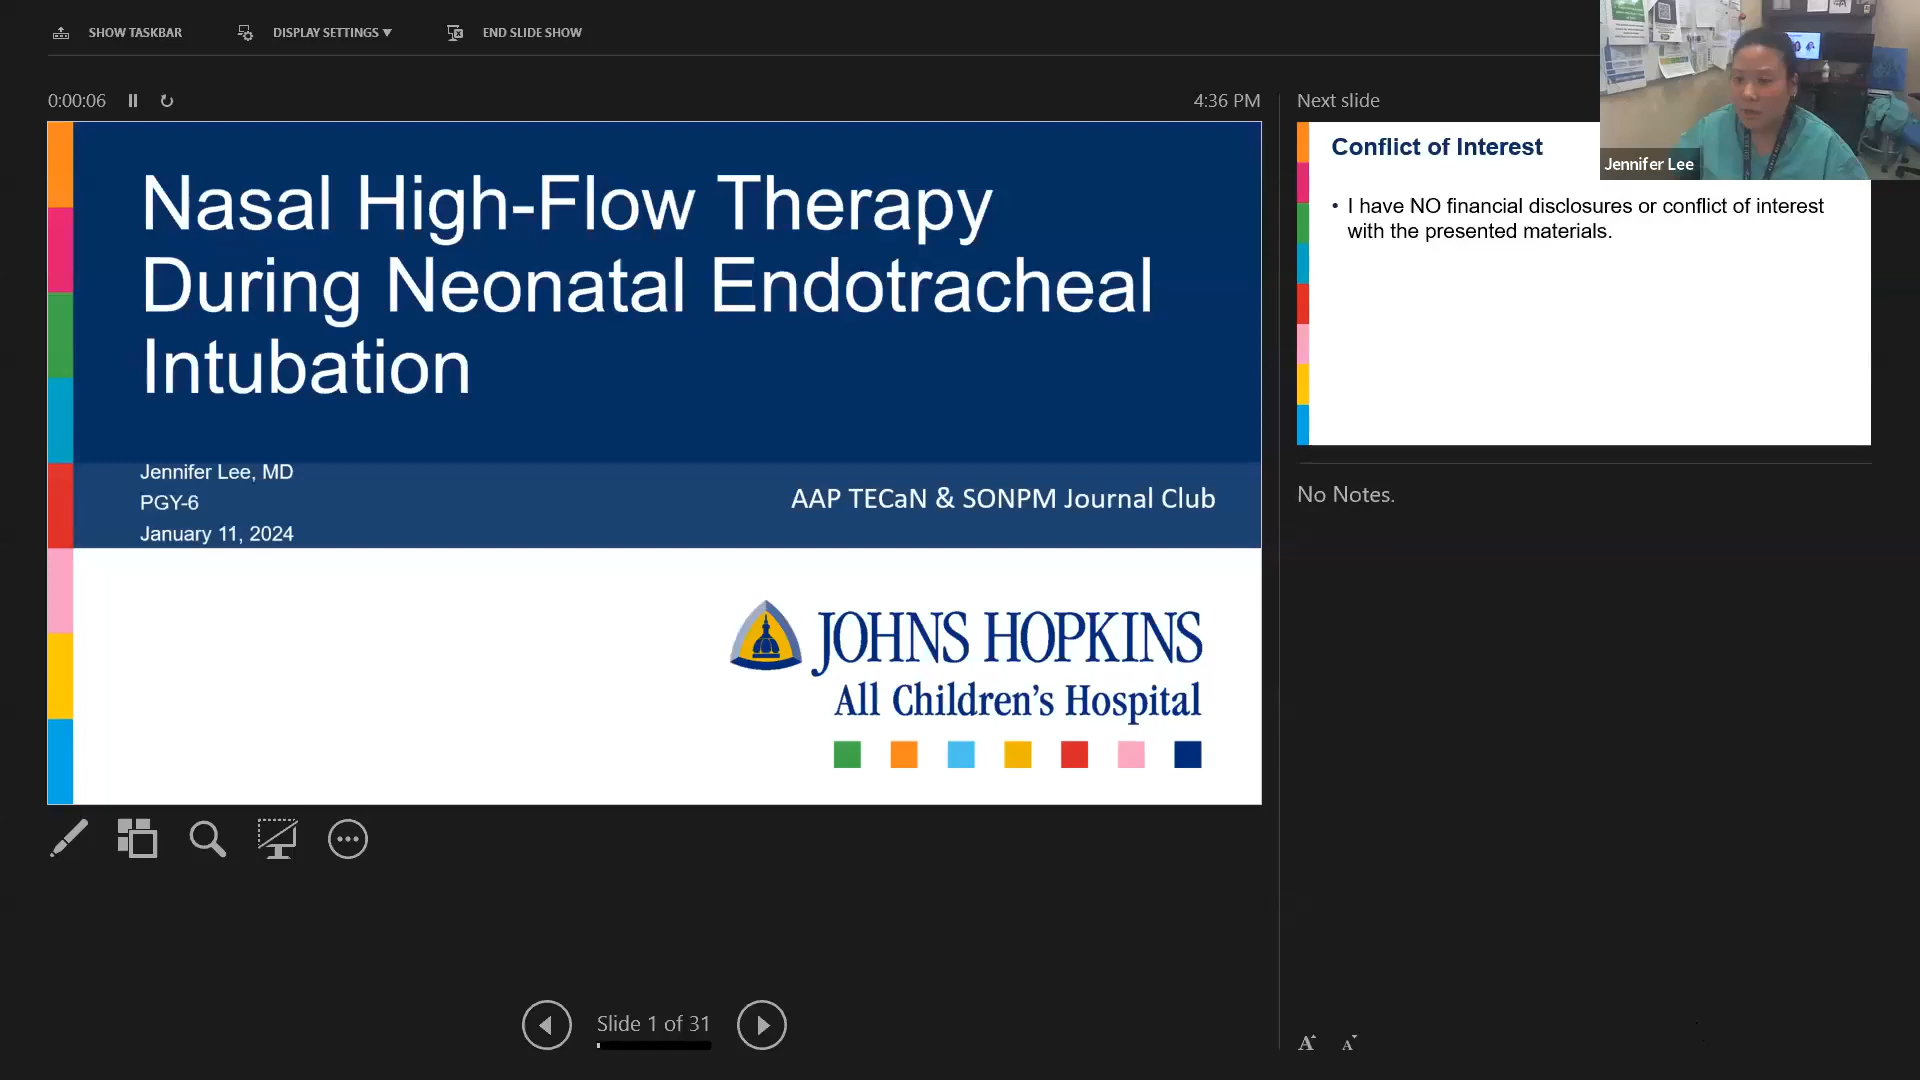 SHOW TASKBAR
DISPLAY SETTINGS ▼
END SLIDE SHOW
0:00:06
4:36 PM
Nasal High-Flow Therapy
During Neonatal Endotracheal
Intubation
Jennifer Lee, MD
PGY-6
January 11, 2024
AAP TECaN & SONPM Journal Club
JOHNS HOPKINS
All Children's Hospital
Slide 1 of 31
Next slide
Conflict of Interest
• I have NO financial disclosures or conflict of interest
with the presented materials.
Jennifer Lee
No Notes.
A A